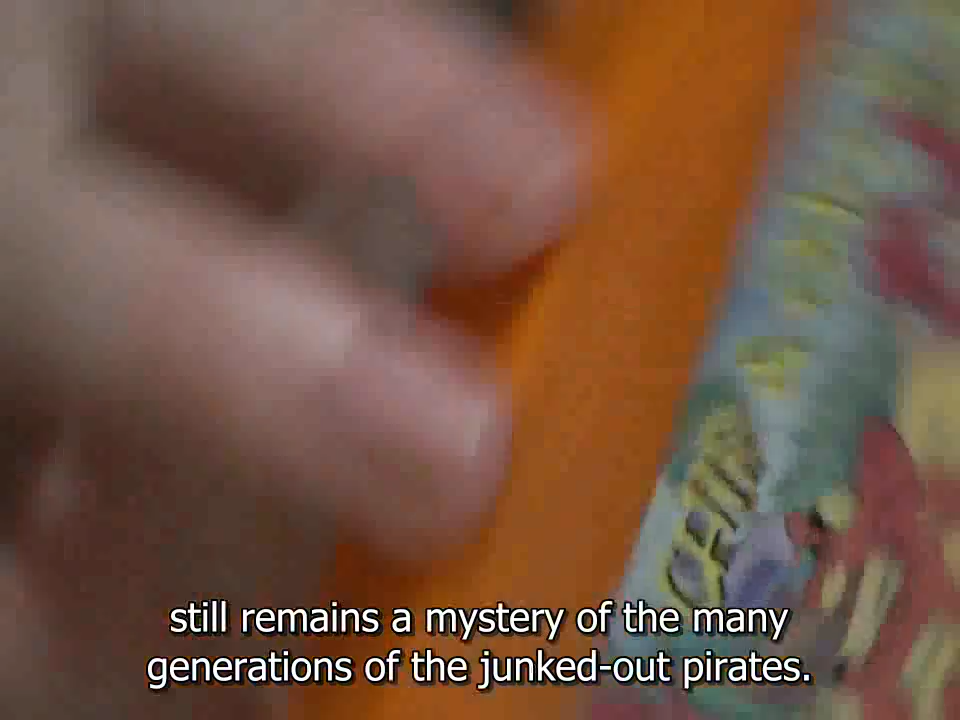 still remains a mystery of the many
generations of the junked-out pirates.